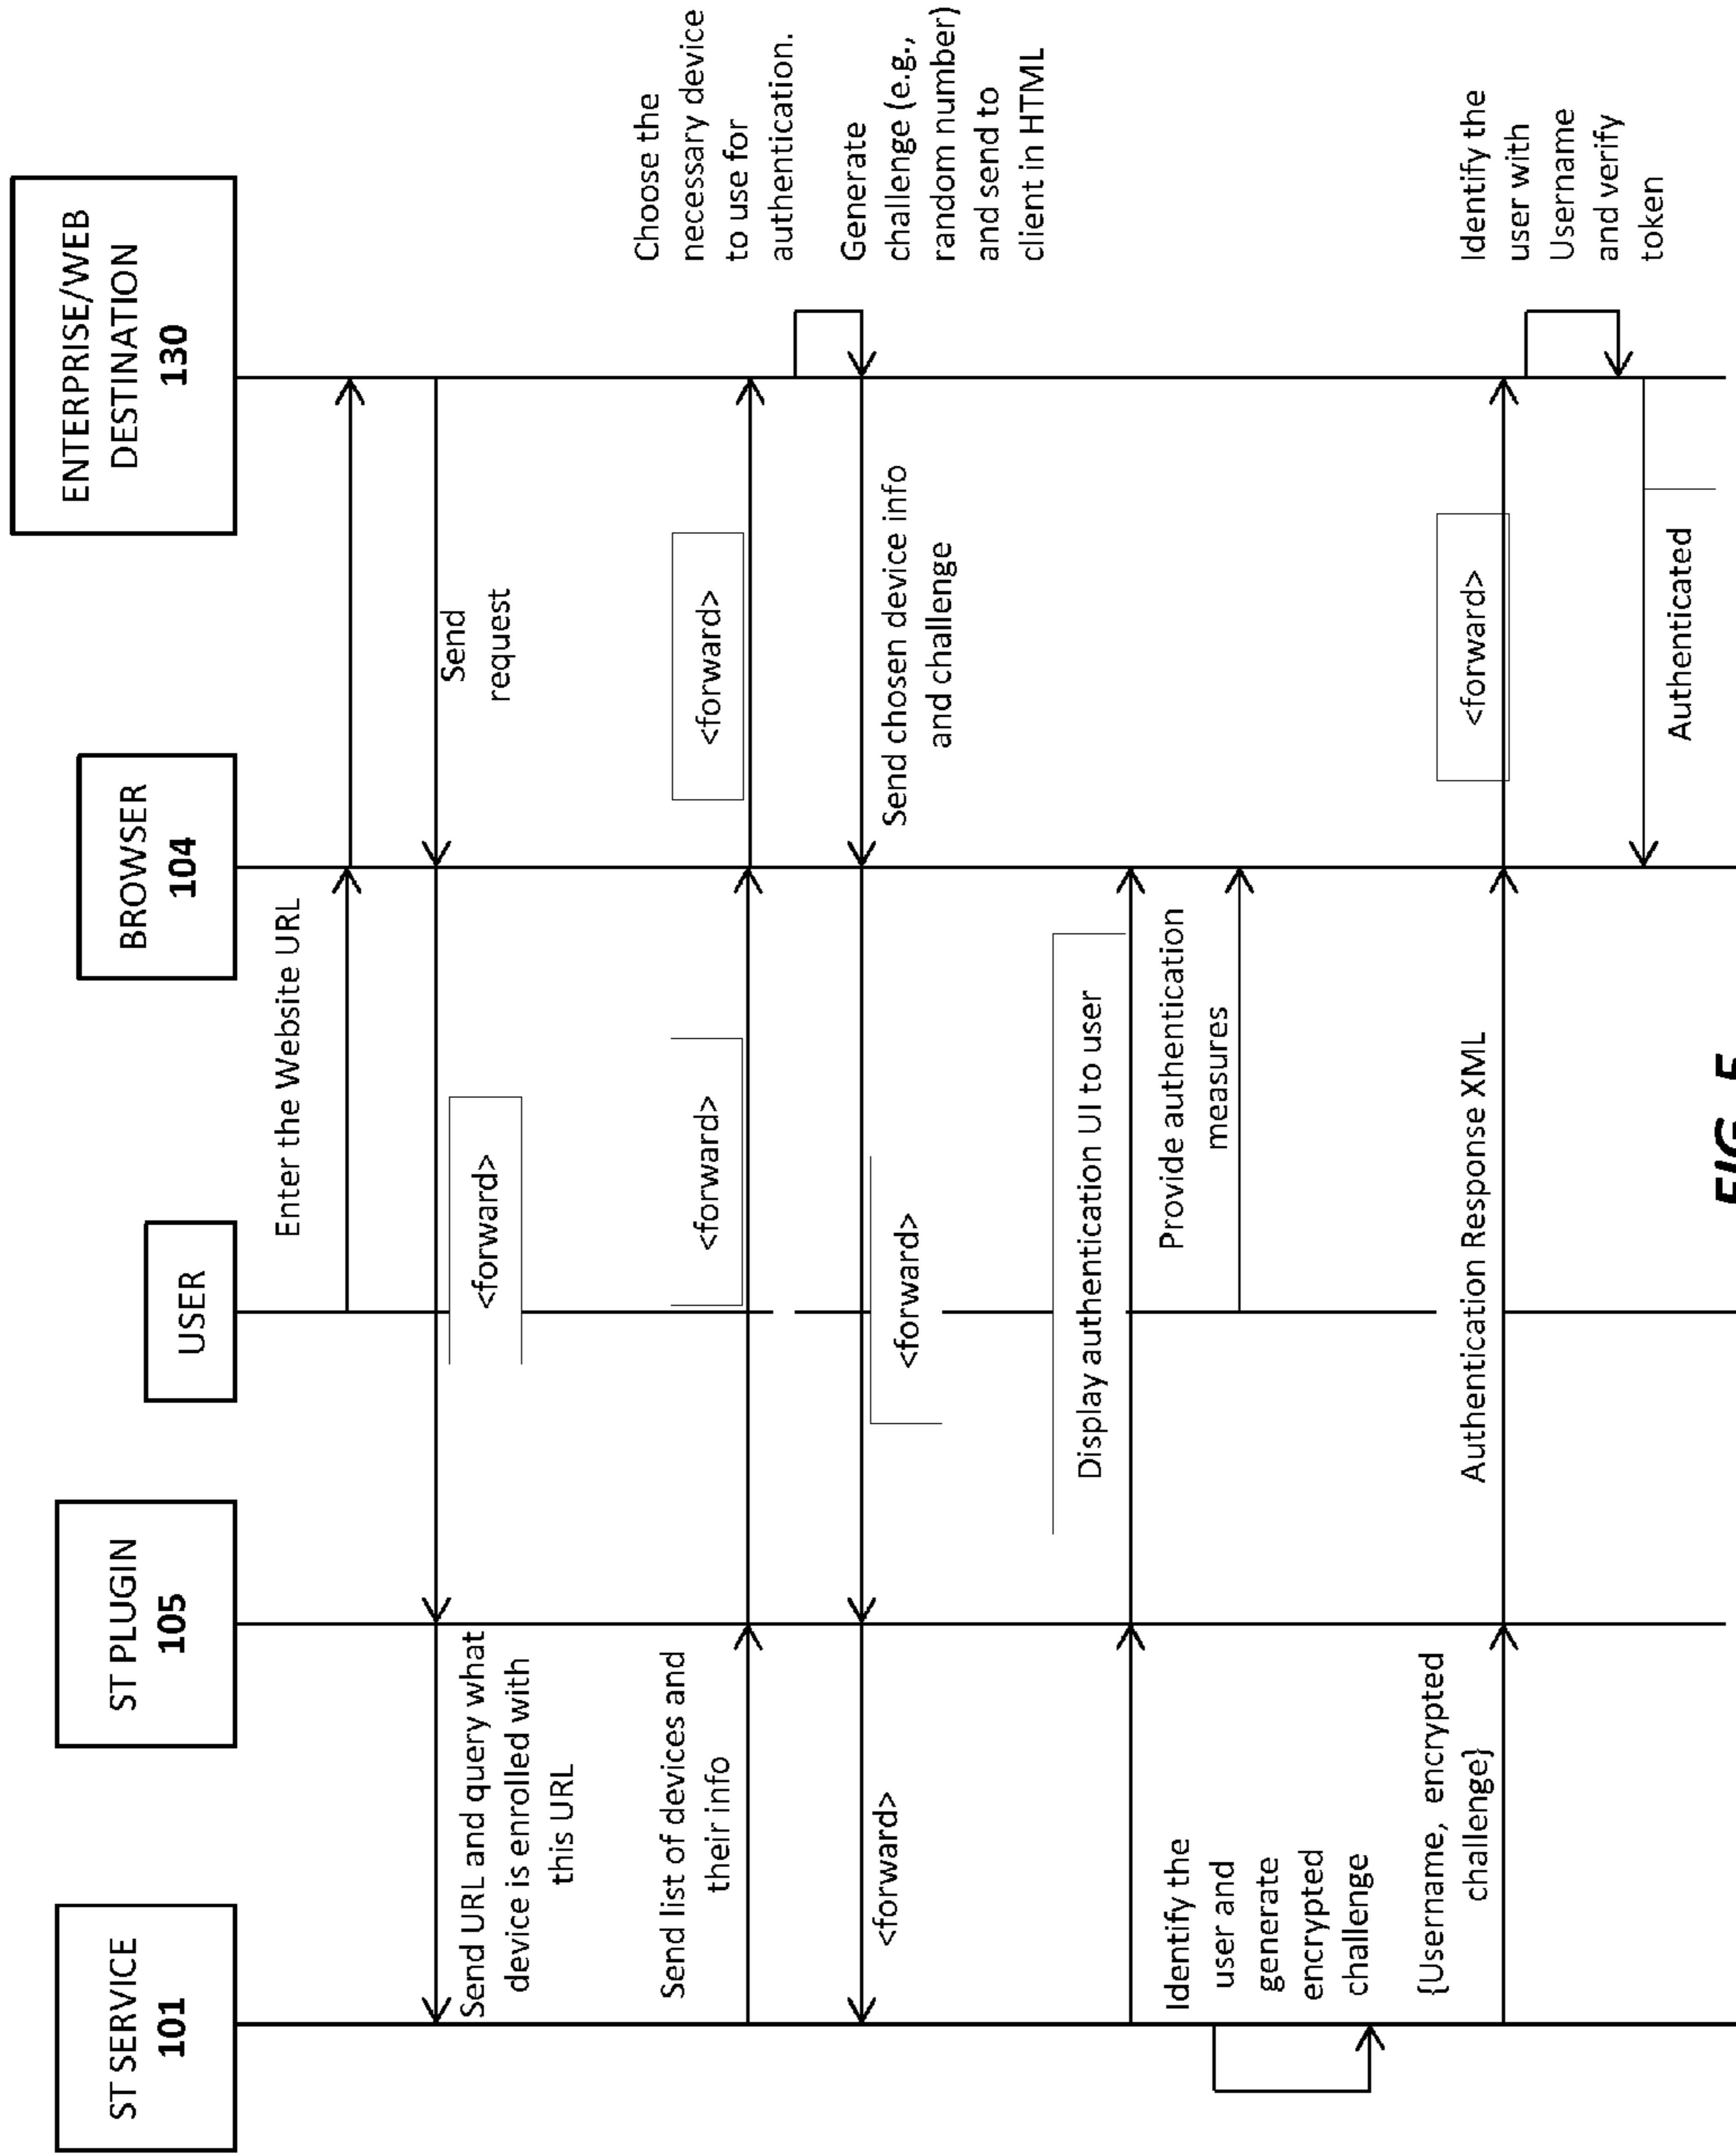 ST SERVICE
101
ST PLUGIN
105
USER
BROWSER
104
ENTERPRISE/WEB
DESTINATION
130
Enter the Website URL
Send
request
<forward>
Send URL and query what
device is enrolled with
this URL
Send list of devices and
their info
<forward>
<forward>
Choose the
necessary device
to use for
authentication.
Generate
challenge (e.g.,
random number)
and send to
client in HTML
Send chosen device info
and challenge
<forward>
<forward>
Display authentication UI to user
Provide authentication
measures
Identify the
user and
generate
encrypted
challenge
{Username, encrypted
challenge}
Authentication Response XML
<forward>
Identify the
user with
Username
and verify
token
Authenticated
FIG. 5